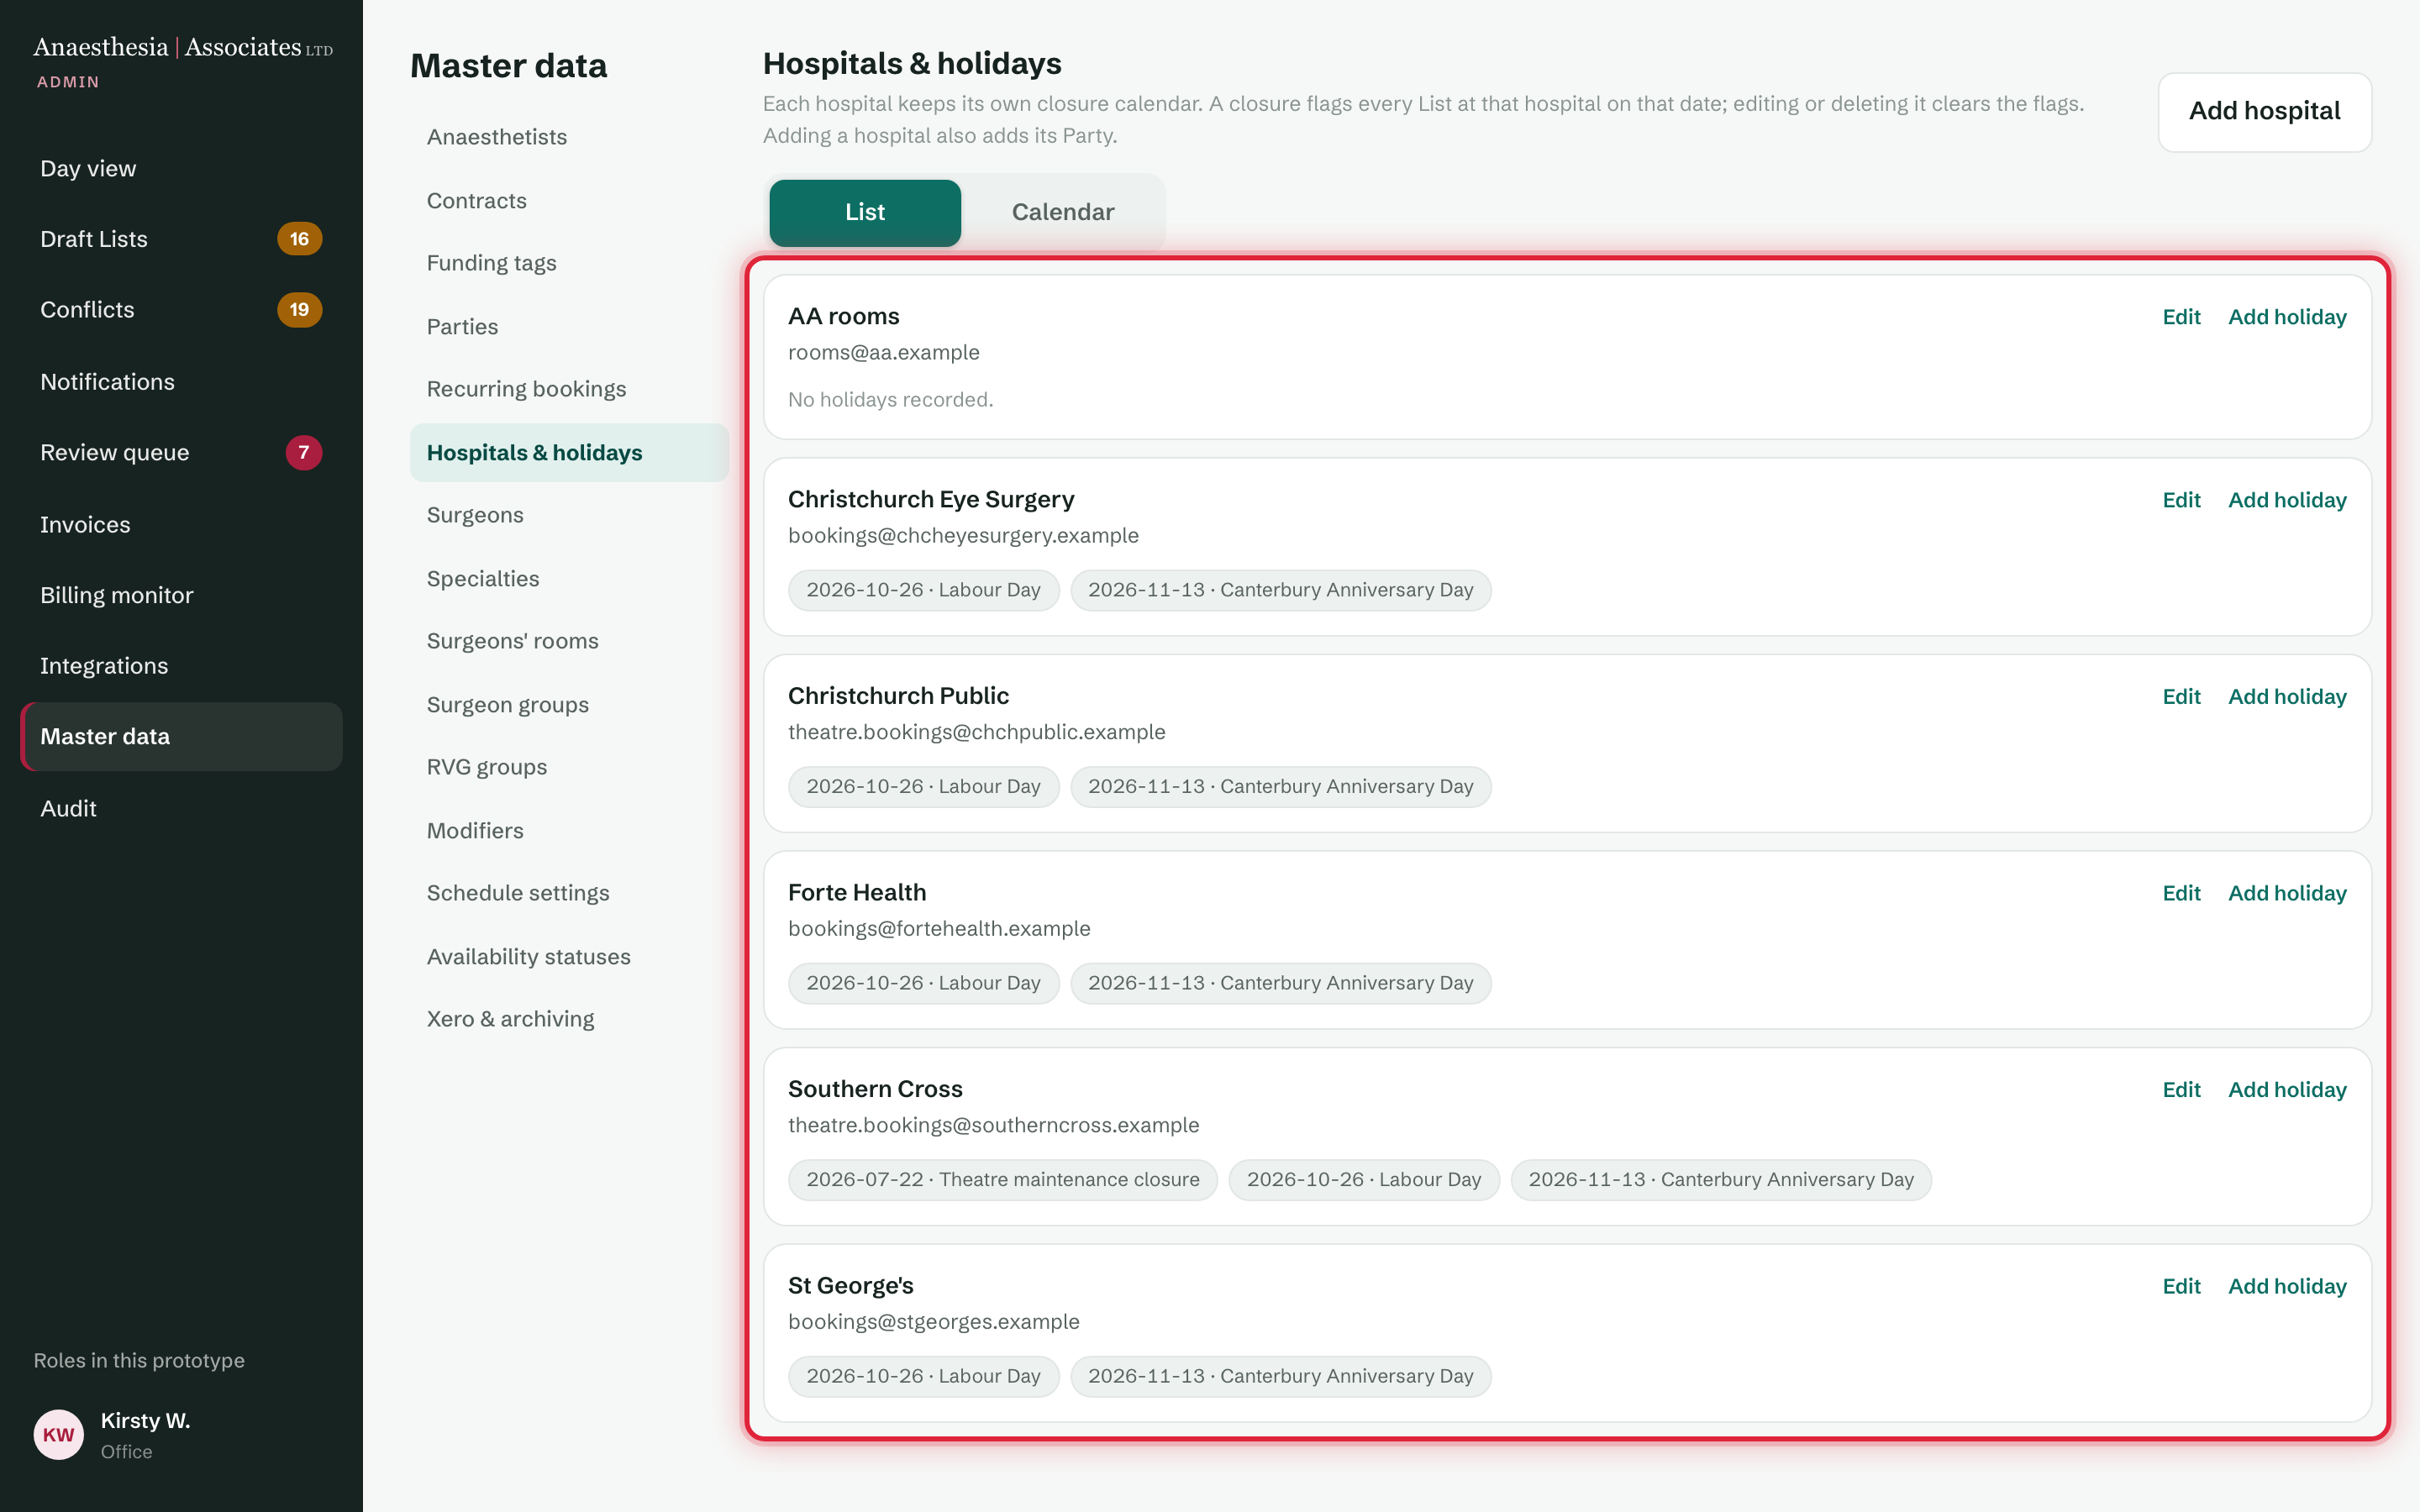 Anaesthesia | Associates LTD
ADMIN
Day view
Draft Lists 16
Conflicts 19
Notifications
Review queue 7
Invoices
Billing monitor
Integrations
Master data
Audit
Roles in this prototype
KW
Kirsty W.
Office
Master data
Anaesthetists
Contracts
Funding tags
Parties
Recurring bookings
Hospitals & holidays
Surgeons
Specialties
Surgeons' rooms
Surgeon groups
RVG groups
Modifiers
Schedule settings
Availability statuses
Xero & archiving
Hospitals & holidays
Each hospital keeps its own closure calendar. A closure flags every List at that hospital on that date; editing or deleting it clears the flags.
Adding a hospital also adds its Party.
Add hospital
List Calendar
AA rooms Edit Add holiday
rooms@aa.example
No holidays recorded.
Christchurch Eye Surgery Edit Add holiday
bookings@chcheyesurgery.example
2026-10-26 · Labour Day 2026-11-13 · Canterbury Anniversary Day
Christchurch Public Edit Add holiday
theatre.bookings@chchpublic.example
2026-10-26 · Labour Day 2026-11-13 · Canterbury Anniversary Day
Forte Health Edit Add holiday
bookings@fortehealth.example
2026-10-26 · Labour Day 2026-11-13 · Canterbury Anniversary Day
Southern Cross Edit Add holiday
theatre.bookings@southerncross.example
2026-07-22 · Theatre maintenance closure 2026-10-26 · Labour Day 2026-11-13 · Canterbury Anniversary Day
St George's Edit Add holiday
bookings@stgeorges.example
2026-10-26 · Labour Day 2026-11-13 · Canterbury Anniversary Day